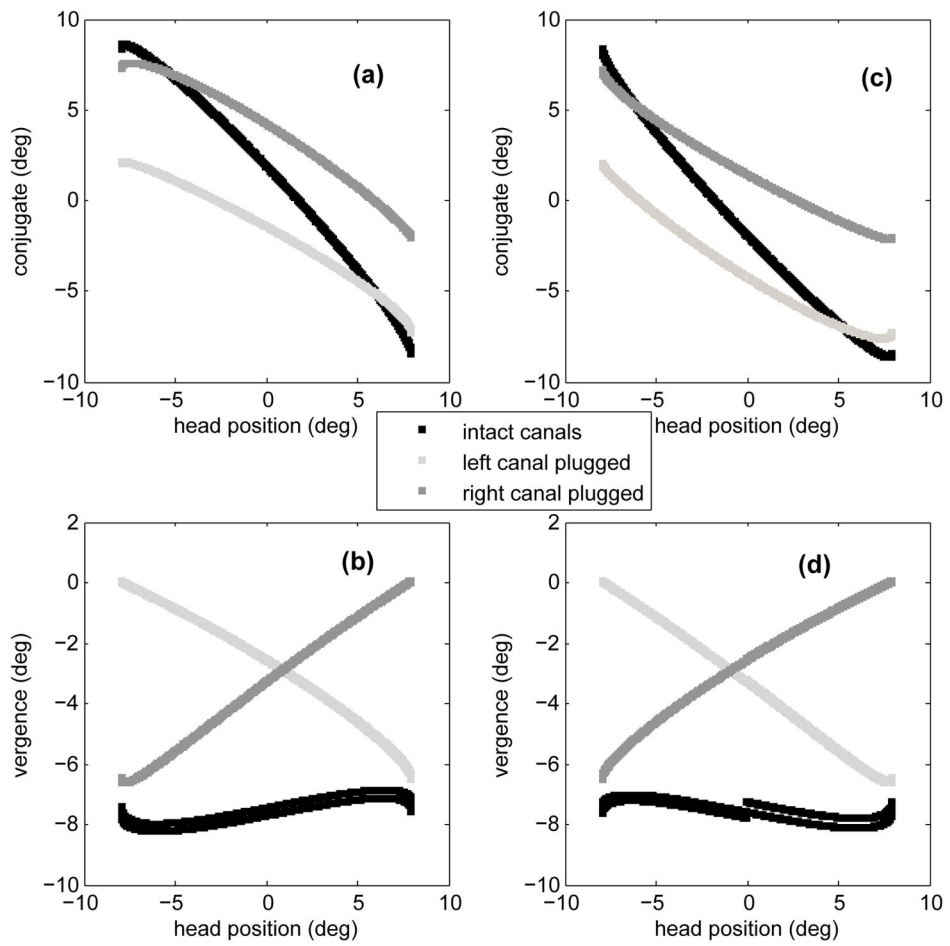 10
5
0
−5
−10
conjugate (deg)
(a)
−10 −5 0 5 10
head position (deg)
10
5
0
−5
−10
conjugate (deg)
(c)
−10 −5 0 5 10
head position (deg)
intact canals
left canal plugged
right canal plugged
2
0
−2
−4
−6
−8
−10
vergence (deg)
(b)
−10 −5 0 5 10
head position (deg)
2
0
−2
−4
−6
−8
−10
vergence (deg)
(d)
−10 −5 0 5 10
head position (deg)